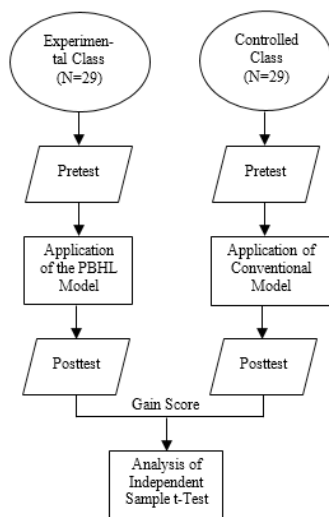 Experimen-
tal Class
(N=29)
Controlled
Class
(N=29)
Pretest
Pretest
Application
of the PBHL
Model
Application of
Conventional
Model
Posttest
Posttest
Gain Score
Analysis of
Independent
Sample t-Test